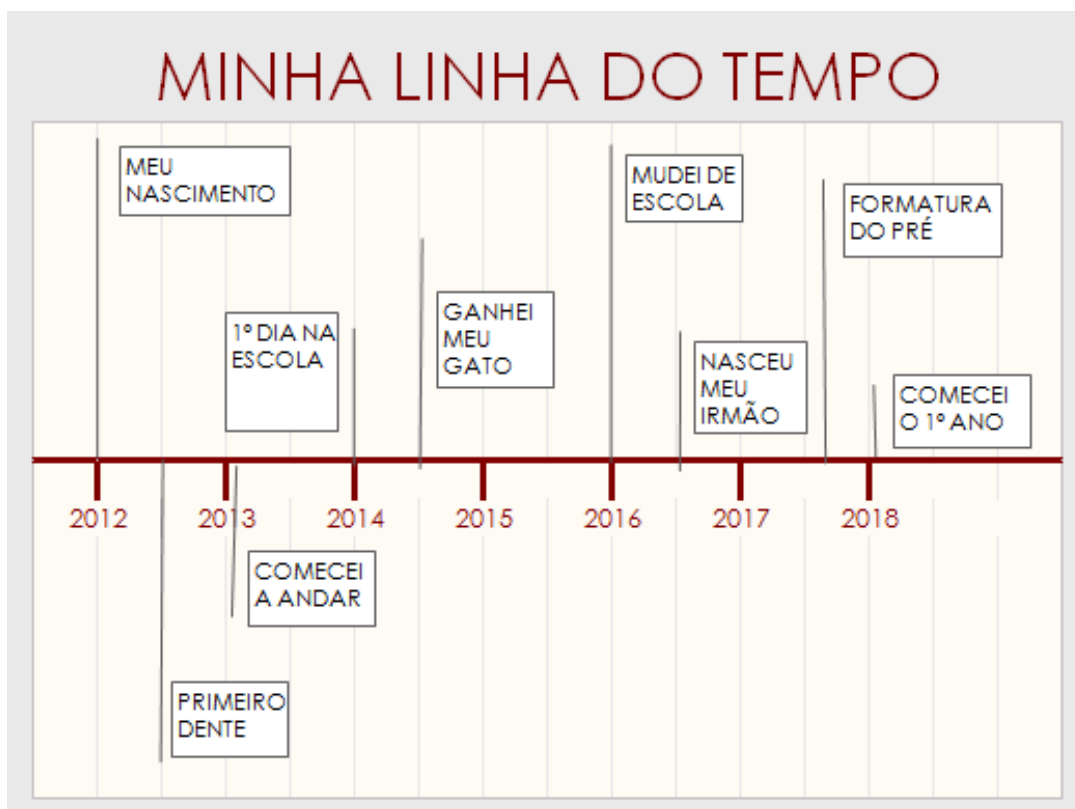 MINHA LINHA DO TEMPO
MEU
NASCIMENTO
MUDEI DE
ESCOLA
FORMATURA
DO PRÉ
1º DIA NA
ESCOLA
GANHEI
MEU
GATO
NASCEU
MEU
IRMÃO
COMECEI
O 1º ANO
2012 2013 2014 2015 2016 2017 2018
COMECEI
A ANDAR
PRIMEIRO
DENTE